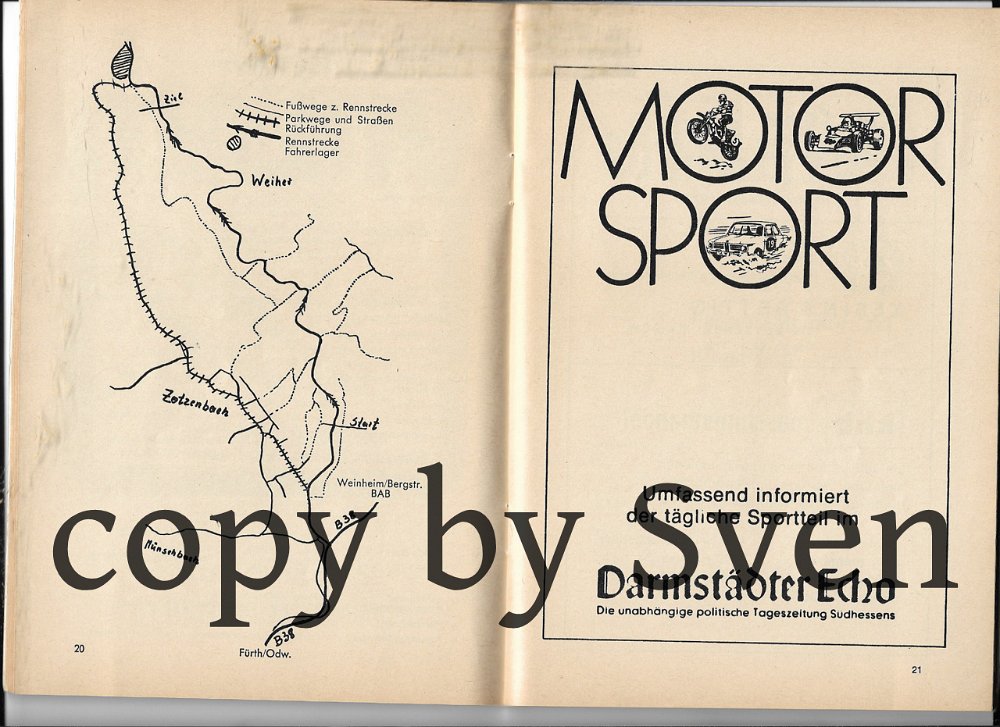 Ziel
Fußwege z. Rennstrecke
Parkwege und Straßen
Rückführung
Rennstrecke
Fahrerlager
Weiher
Zotzenbach
Start
Weinheim/Bergstr.
BAB
B38
Münschbach
B38
Fürth/Odw.
20
MOTOR
SPORT
Umfassend informiert
der tägliche Sportteil im
Darmstädter Echo
Die unabhängige politische Tageszeitung Südhessens
21
copy by Sven